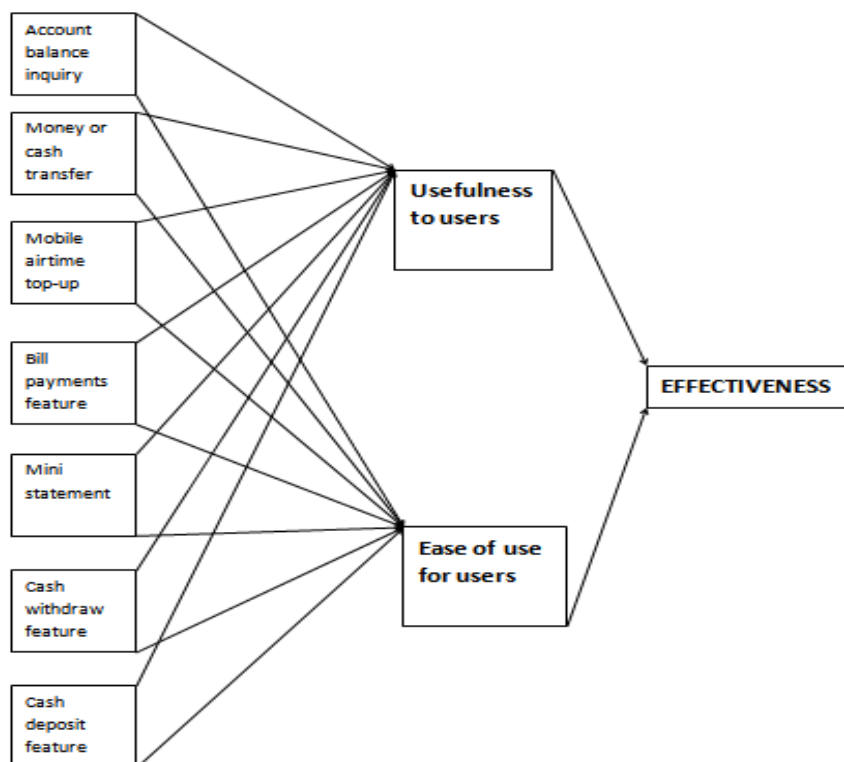 Account
balance
inquiry
Money or
cash
transfer
Mobile
airtime
top-up
Bill
payments
feature
Mini
statement
Cash
withdraw
feature
Cash
deposit
feature
Usefulness
to users
Ease of use
for users
EFFECTIVENESS